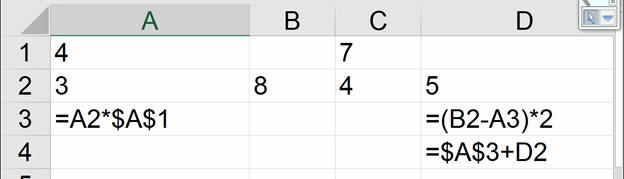 A B C D
1 4 7
2 3 8 4 5
3 =A2*$A$1 =(B2-A3)*2
4 =$A$3+D2